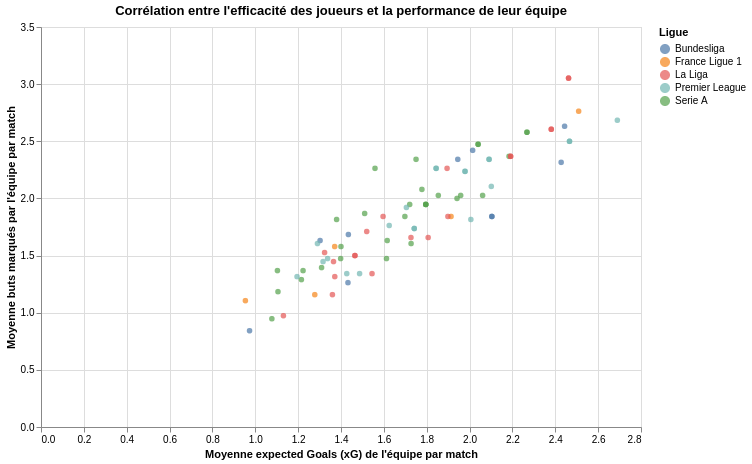 Corrélation entre l'efficacité des joueurs et la performance de leur équipe
Ligue
Bundesliga
France Ligue 1
La Liga
Premier League
Serie A
Moyenne buts marqués par l'équipe par match
3.5
3.0
2.5
2.0
1.5
1.0
0.5
0.0
0.0 0.2 0.4 0.6 0.8 1.0 1.2 1.4 1.6 1.8 2.0 2.2 2.4 2.6 2.8
Moyenne expected Goals (xG) de l'équipe par match